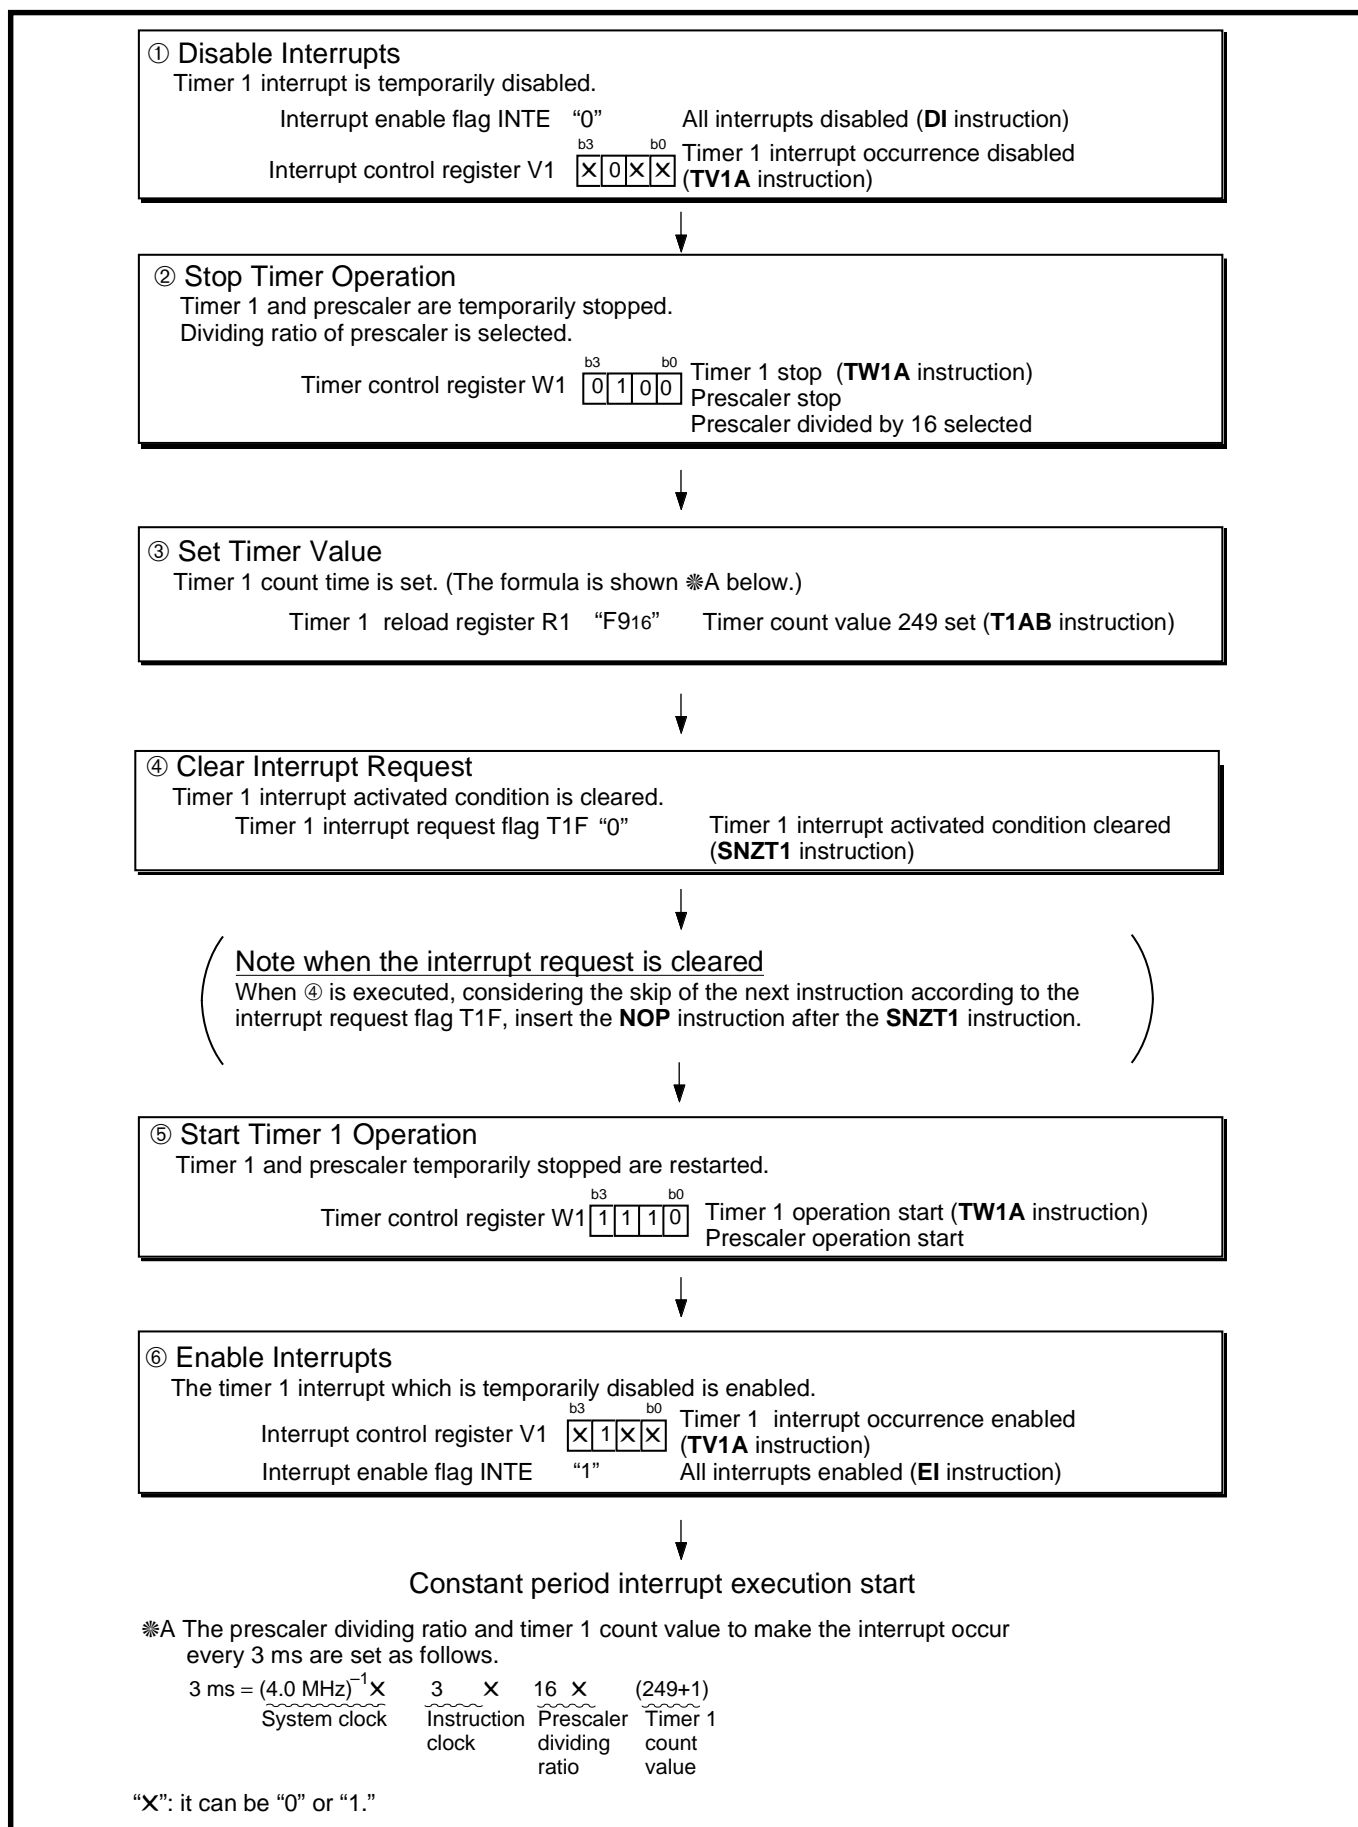 ① Disable Interrupts
Timer 1 interrupt is temporarily disabled.
Interrupt enable flag INTE “0” All interrupts disabled (DI instruction)
b3 b0
Interrupt control register V1 X 0 X X Timer 1 interrupt occurrence disabled
(TV1A instruction)
② Stop Timer Operation
Timer 1 and prescaler are temporarily stopped.
Dividing ratio of prescaler is selected.
b3 b0
Timer control register W1 0 1 0 0 Timer 1 stop (TW1A instruction)
Prescaler stop
Prescaler divided by 16 selected
③ Set Timer Value
Timer 1 count time is set. (The formula is shown ❋A below.)
Timer 1 reload register R1 “F916” Timer count value 249 set (T1AB instruction)
④ Clear Interrupt Request
Timer 1 interrupt activated condition is cleared.
Timer 1 interrupt request flag T1F “0” Timer 1 interrupt activated condition cleared
(SNZT1 instruction)
Note when the interrupt request is cleared
When ④ is executed, considering the skip of the next instruction according to the
interrupt request flag T1F, insert the NOP instruction after the SNZT1 instruction.
⑤ Start Timer 1 Operation
Timer 1 and prescaler temporarily stopped are restarted.
b3 b0
Timer control register W1 1 1 1 0 Timer 1 operation start (TW1A instruction)
Prescaler operation start
⑥ Enable Interrupts
The timer 1 interrupt which is temporarily disabled is enabled.
b3 b0
Interrupt control register V1 X 1 X X Timer 1 interrupt occurrence enabled
(TV1A instruction)
Interrupt enable flag INTE “1” All interrupts enabled (EI instruction)
Constant period interrupt execution start
❋A The prescaler dividing ratio and timer 1 count value to make the interrupt occur
every 3 ms are set as follows.
3 ms = (4.0 MHz)–1 X 3 X 16 X (249+1)
System clock Instruction Prescaler Timer 1
clock dividing count
ratio value
“X”: it can be “0” or “1.”